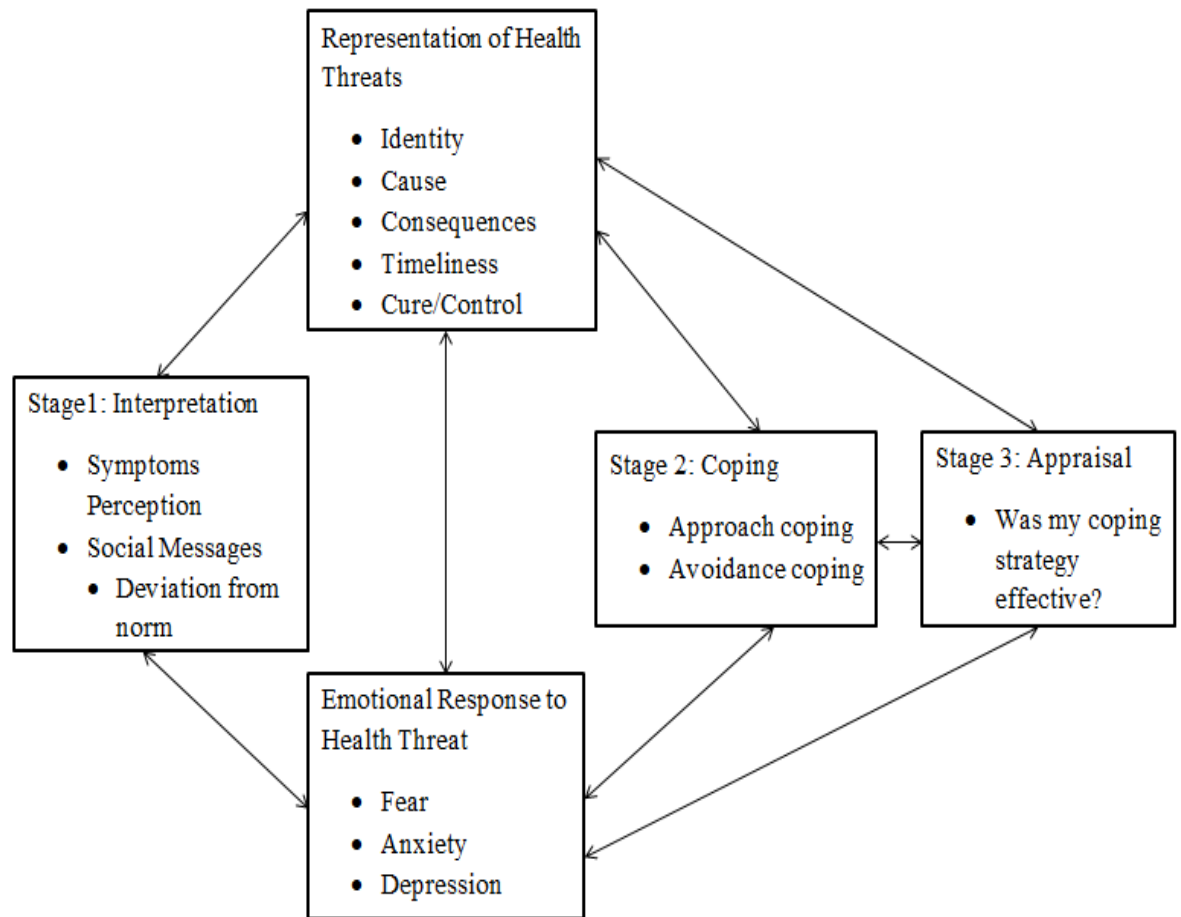 Representation of Health
Threats
• Identity
• Cause
• Consequences
• Timeliness
• Cure/Control
Stage1: Interpretation
• Symptoms
Perception
• Social Messages
• Deviation from
norm
Stage 2: Coping
• Approach coping
• Avoidance coping
Stage 3: Appraisal
• Was my coping
strategy
effective?
Emotional Response to
Health Threat
• Fear
• Anxiety
• Depression